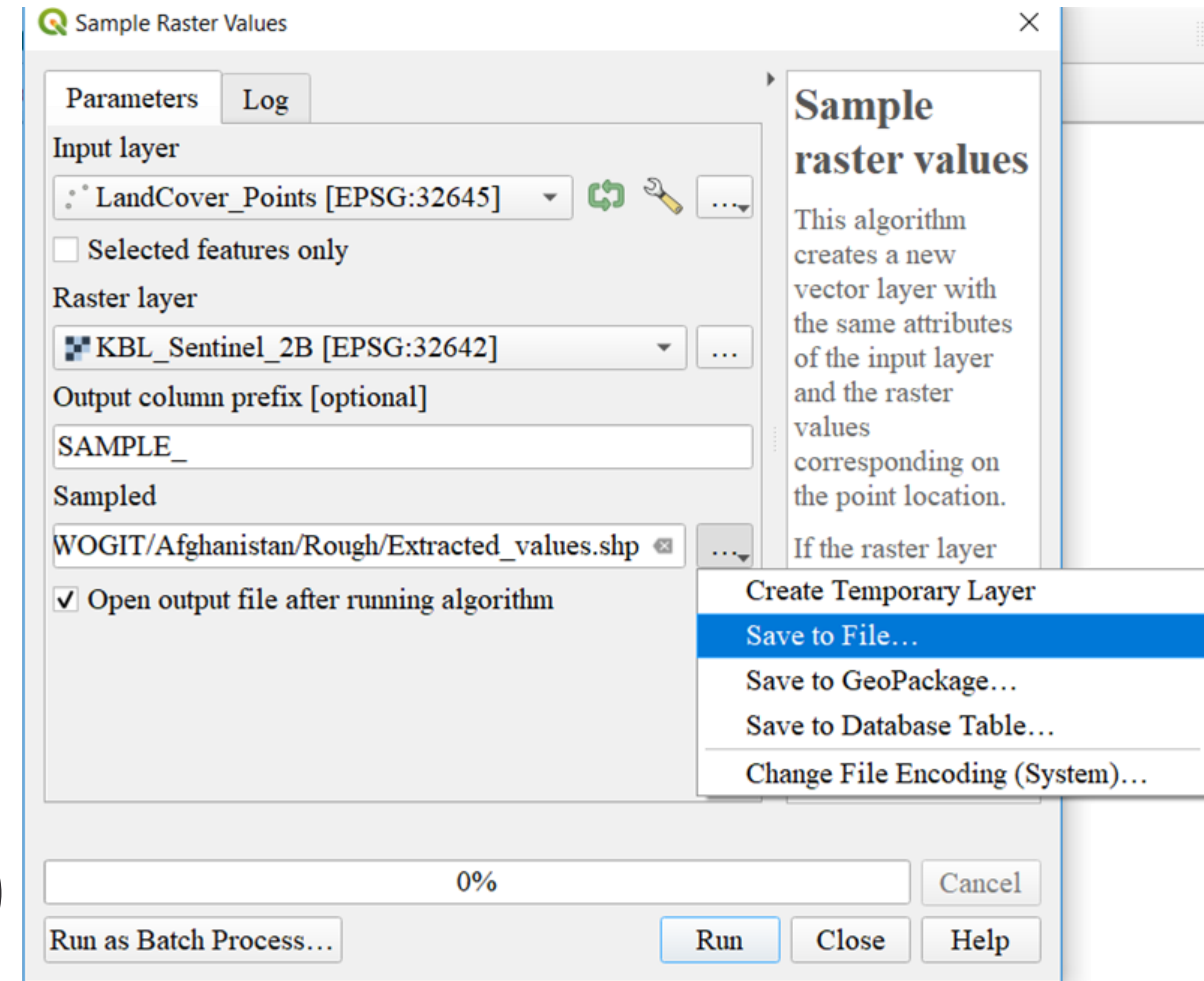 Sample Raster Values
Parameters
Log
Input layer
LandCover_Points [EPSG:32645]
...
Selected features only
Raster layer
KBL_Sentinel_2B [EPSG:32642]
...
Output column prefix [optional]
SAMPLE_
Sampled
WOGIT/Afghanistan/Rough/Extracted_values.shp
...
Open output file after running algorithm
Sample
raster values
This algorithm
creates a new
vector layer with
the same attributes
of the input layer
and the raster
values
corresponding on
the point location.
If the raster layer
Create Temporary Layer
Save to File...
Save to GeoPackage...
Save to Database Table...
Change File Encoding (System)...
0%
Cancel
Run as Batch Process...
Run
Close
Help
)